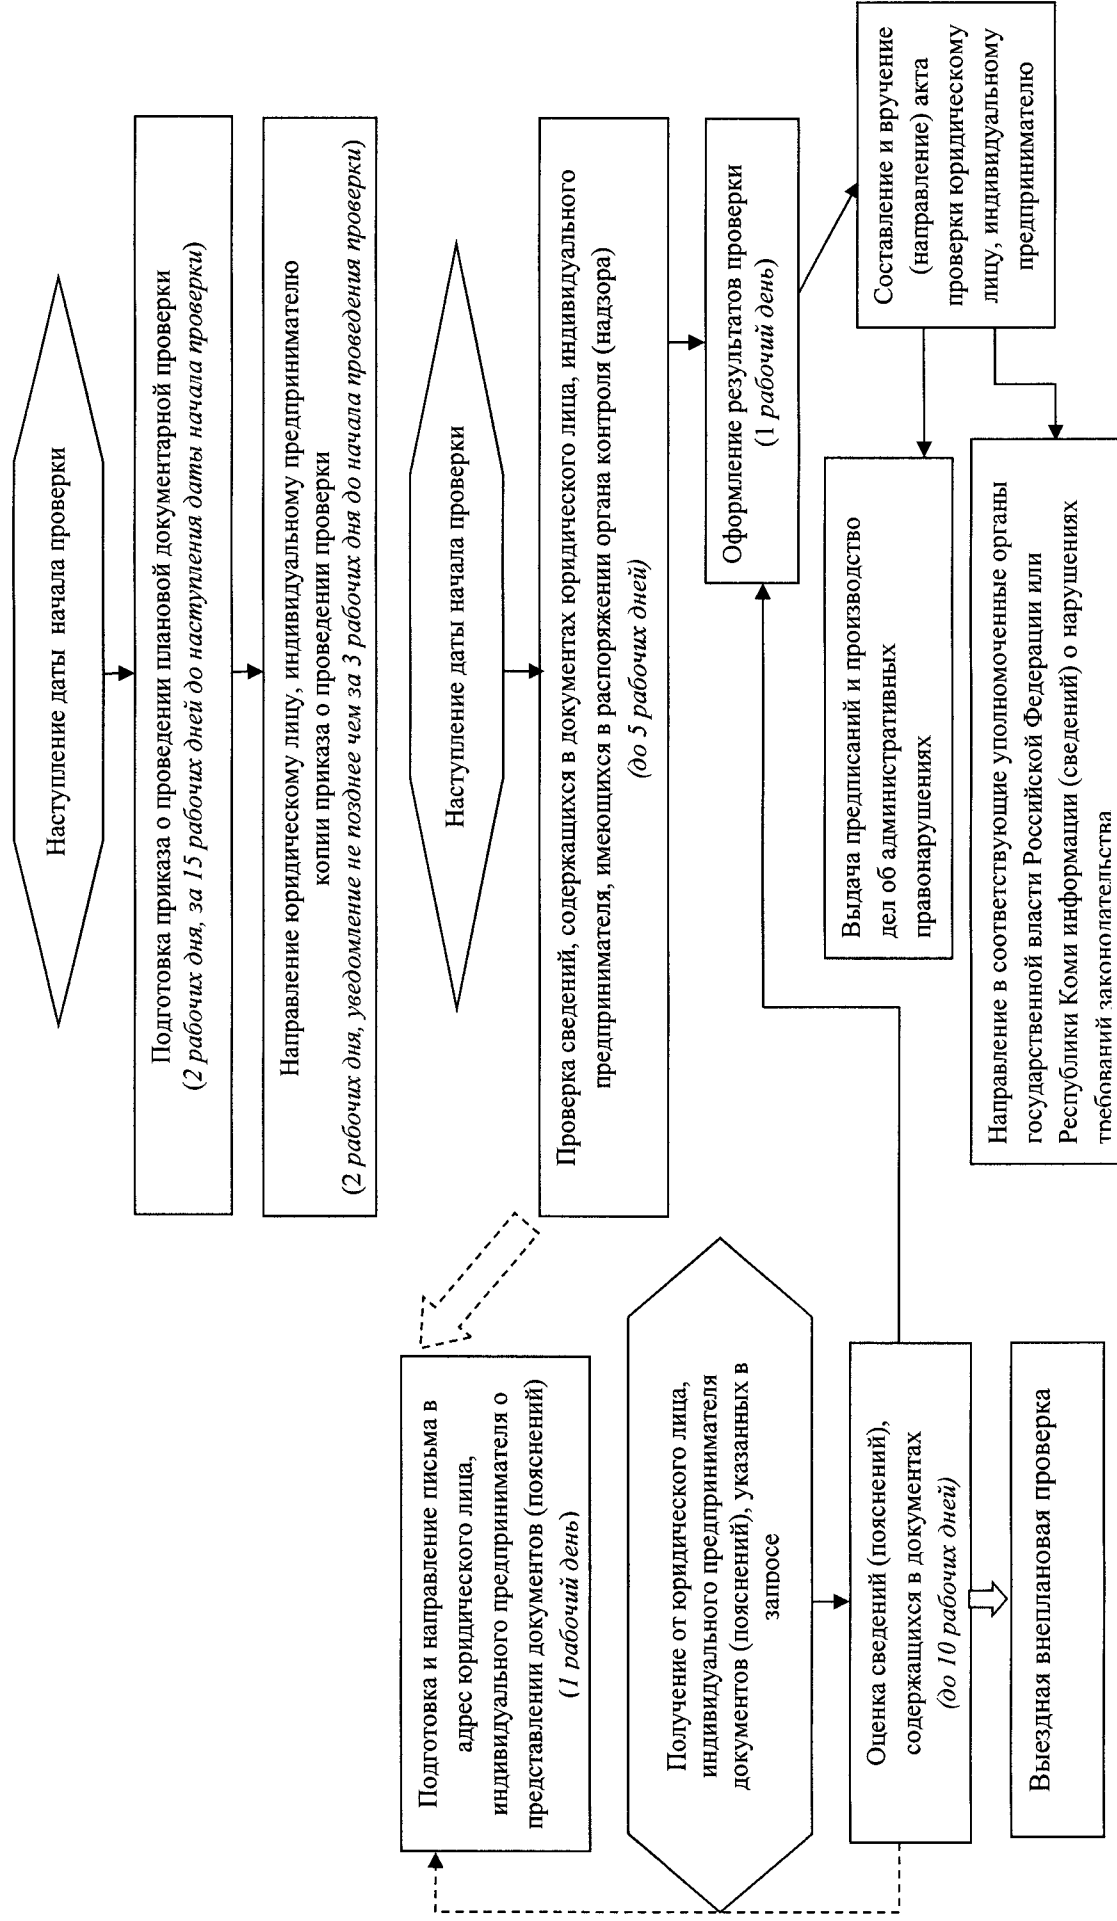 Наступление даты  начала проверки
Подготовка приказа о проведении плановой документарной проверки
(2 рабочих дня, за 15 рабочих дней до наступления даты начала проверки)
Направление юридическому лицу, индивидуальному предпринимателю
копии приказа о проведении проверки
(2 рабочих дня, уведомление не позднее чем за 3 рабочих дня до начала проведения проверки)
Наступление даты начала проверки
Проверка сведений, содержащихся в документах юридического лица, индивидуального
предпринимателя, имеющихся в распоряжении органа контроля (надзора)
(до 5 рабочих дней)
Подготовка и направление письма в
адрес юридического лица,
индивидуального предпринимателя о
представлении документов (пояснений)
(1 рабочий день)
Получение от юридического лица,
индивидуального предпринимателя
документов (пояснений), указанных в
запросе
Оценка сведений (пояснений),
содержащихся в документах
(до 10 рабочих дней)
Выездная внеплановая проверка
Оформление результатов проверки
(1 рабочий день)
Составление и вручение
(направление) акта
проверки юридическому
лицу, индивидуальному
предпринимателю
Выдача предписаний и производство
дел об административных
правонарушениях
Направление в соответствующие уполномоченные органы
государственной власти Российской Федерации или
Республики Коми информации (сведений) о нарушениях
требований законодательства